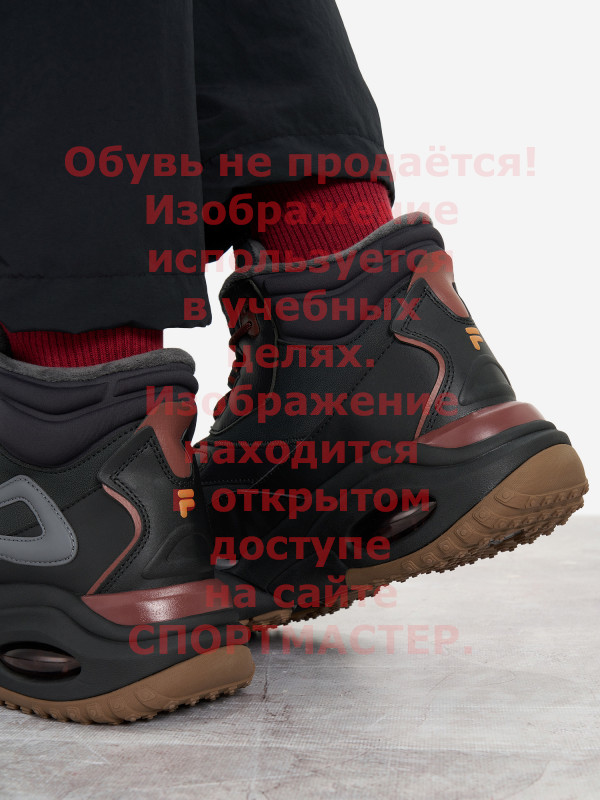 Обувь не продаётся!
Изображение
используется
в учебных
целях.
Изображение
находится
в открытом
доступе
на сайте
СПОРТМАСТЕР.